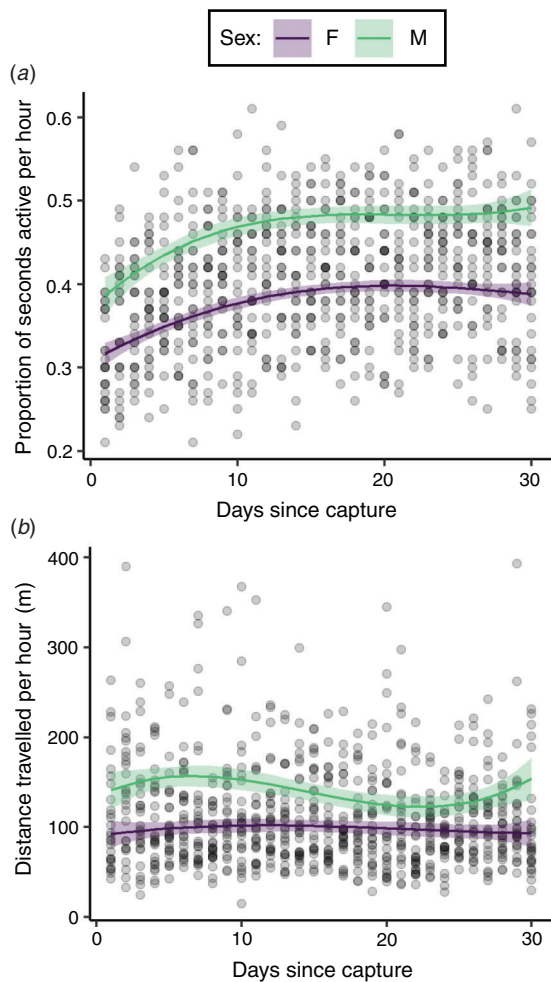 Sex: F M
(a)
Proportion of seconds active per hour
0.6
0.5
0.4
0.3
0.2
0 10 20 30
Days since capture
(b)
Distance travelled per hour (m)
400
300
200
100
0
0 10 20 30
Days since capture